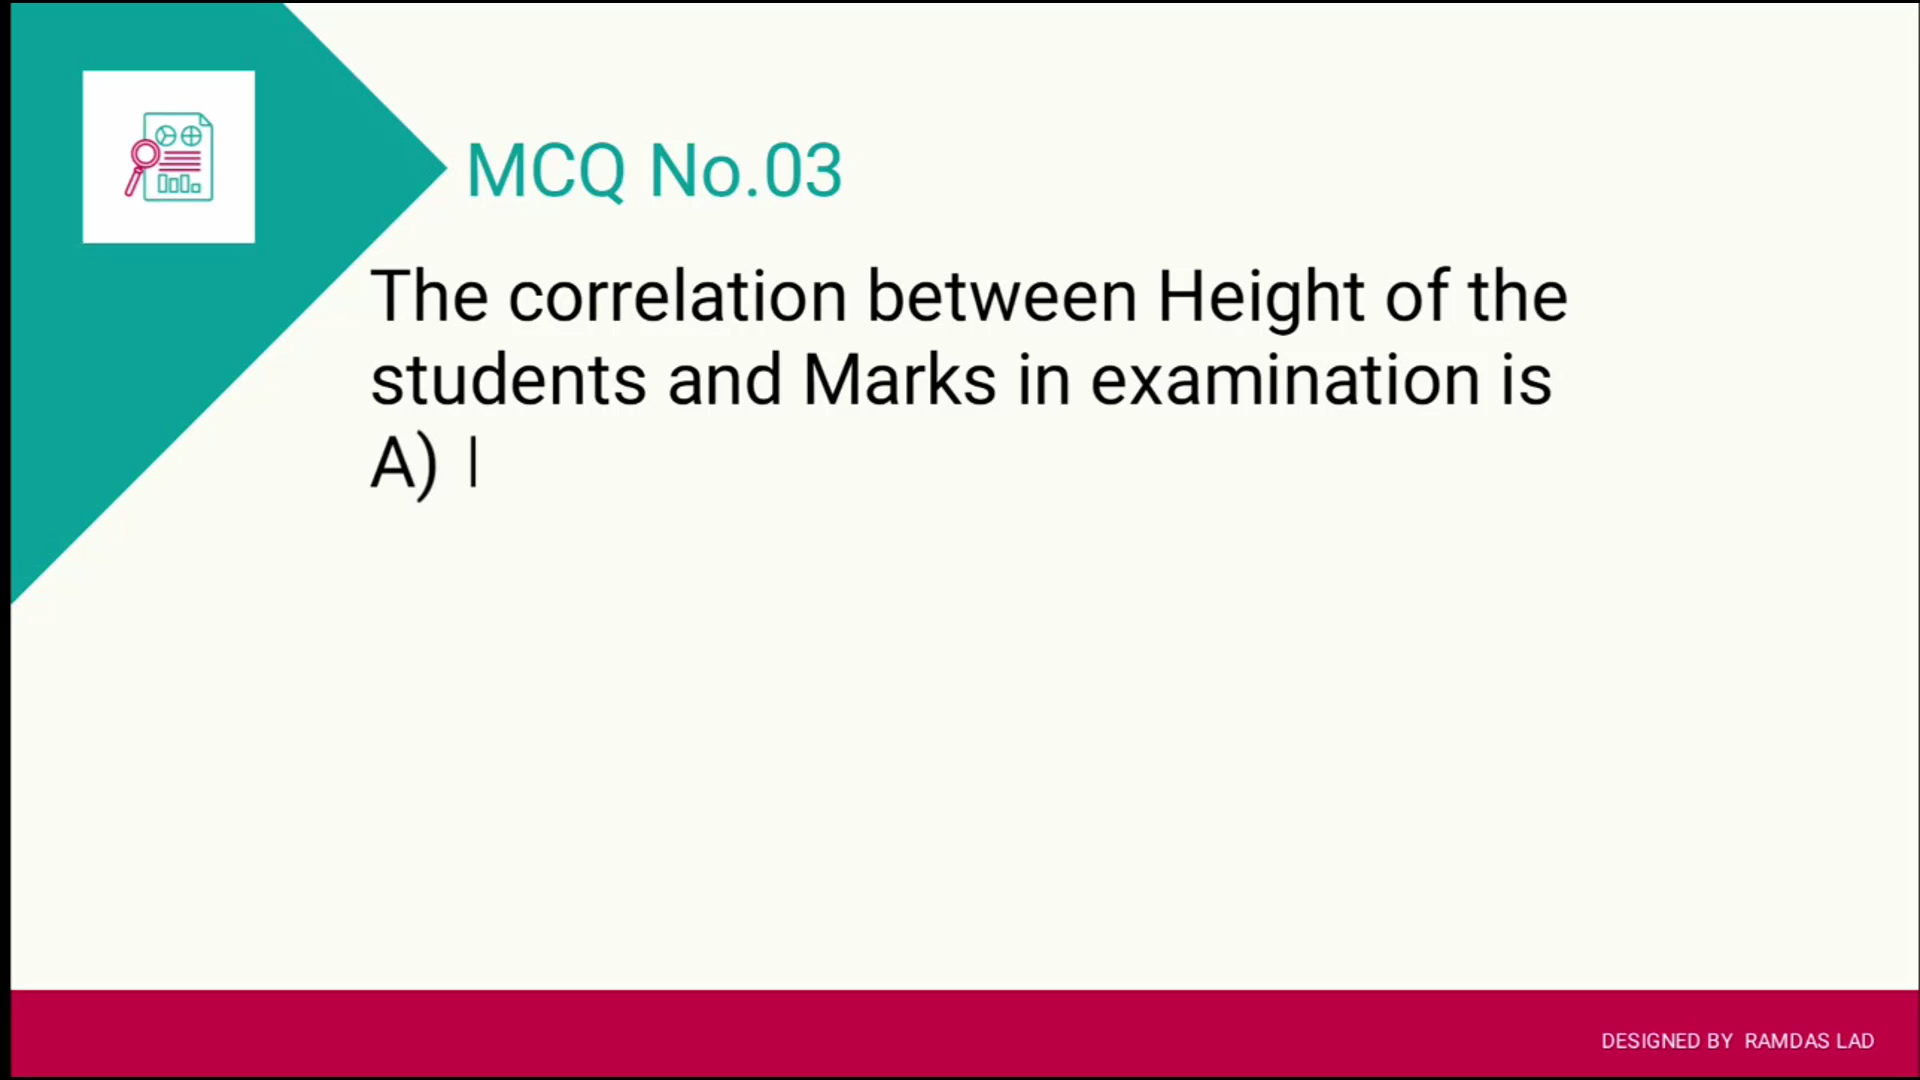 MCQ No.03
The correlation between Height of the
students and Marks in examination is
A) |
DESIGNED BY RAMDAS LAD